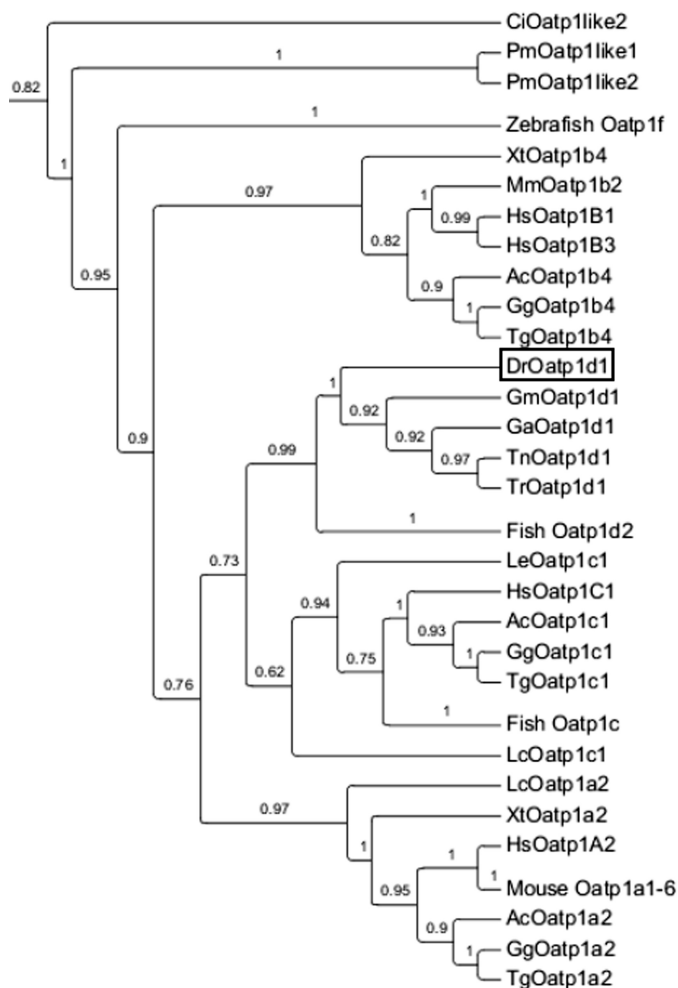 CiOatp1like2
PmOatp1like1
1
0.82
PmOatp1like2
1
Zebrafish Oatp1f
1
XtOatp1b4
0.97
MmOatp1b2
1
HsOatp1B1
0.99
0.82
HsOatp1B3
0.95
AcOatp1b4
0.9
GgOatp1b4
1
TgOatp1b4
DrOatp1d1
1
GmOatp1d1
0.92
GaOatp1d1
0.9
0.92
0.99
TnOatp1d1
0.97
TrOatp1d1
1
Fish Oatp1d2
0.73
LeOatp1c1
HsOatp1C1
0.94
1
AcOatp1c1
0.93
GgOatp1c1
1
0.62
0.75
TgOatp1c1
0.76
1
Fish Oatp1c
LcOatp1c1
LcOatp1a2
0.97
XtOatp1a2
1
HsOatp1A2
1
1
Mouse Oatp1a1-6
0.95
AcOatp1a2
0.9
GgOatp1a2
1
TgOatp1a2